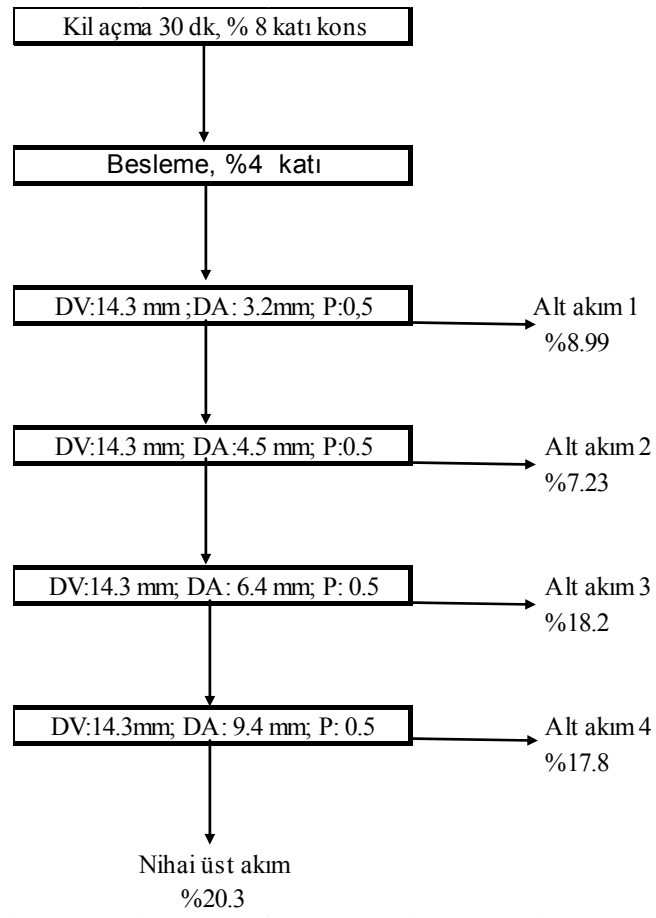 Kil açma 30 dk, % 8 katı kons
Besleme, %4 katı
DV:14.3 mm ;DA: 3.2mm; P:0,5
Alt akım 1
%8.99
DV:14.3 mm; DA:4.5 mm; P:0.5
Alt akım 2
%7.23
DV:14.3 mm; DA: 6.4 mm; P: 0.5
Alt akım 3
%18.2
DV:14.3mm; DA: 9.4 mm; P: 0.5
Alt akım 4
%17.8
Nihai üst akım
%20.3